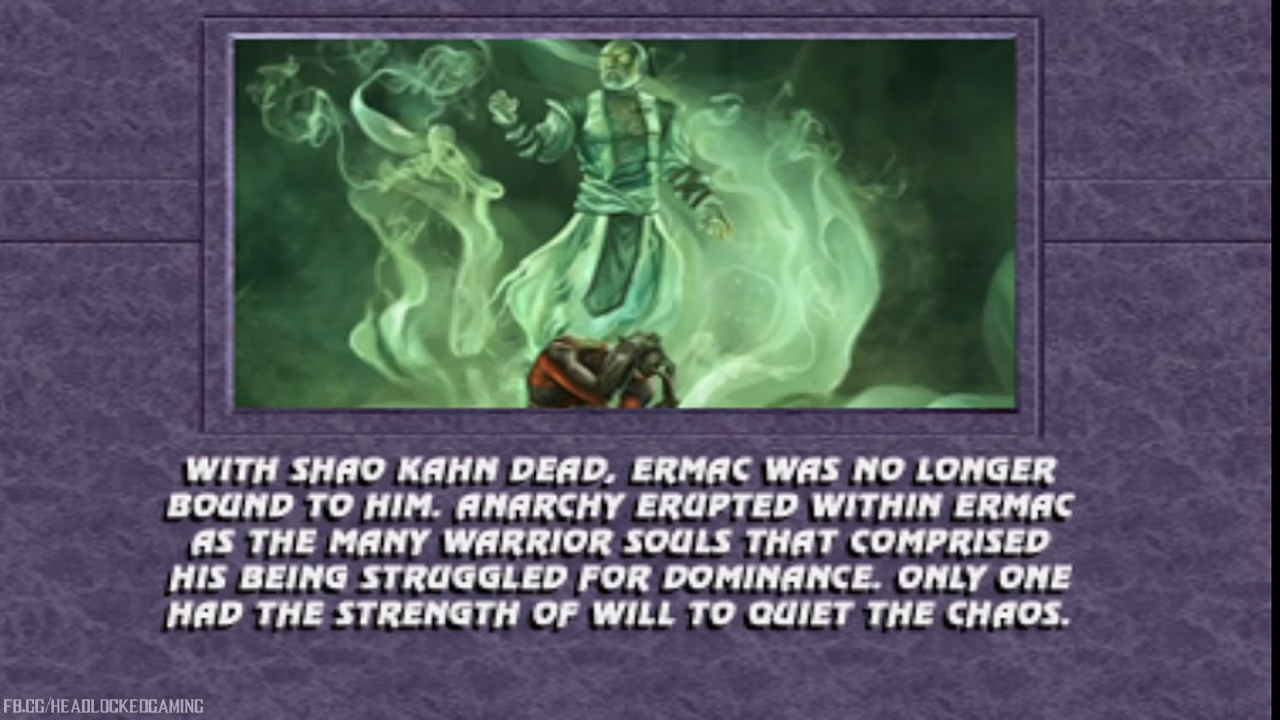 WITH SHAO KAHN DEAD, ERMAC WAS NO LONGER
BOUND TO HIM. ANARCHY ERUPTED WITHIN ERMAC
AS THE MANY WARRIOR SOULS THAT COMPRISED
HIS BEING STRUGGLED FOR DOMINANCE. ONLY ONE
HAD THE STRENGTH OF WILL TO QUIET THE CHAOS.
FB.GG/HEADLOCKEDGAMING